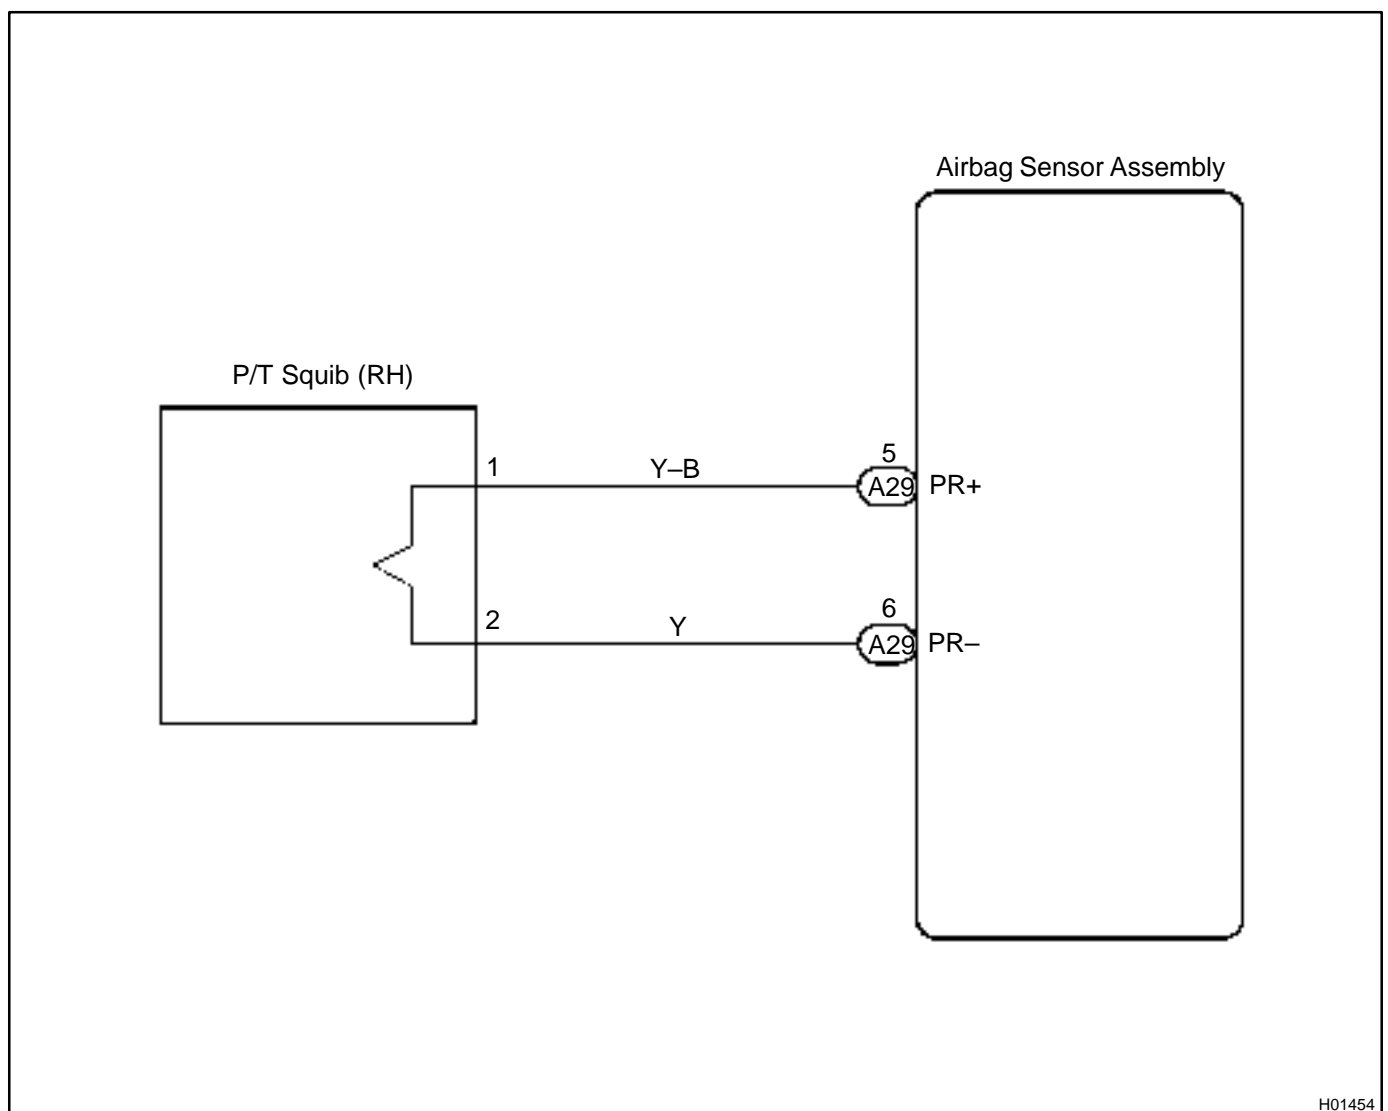 Airbag Sensor Assembly
P/T Squib (RH)
1
Y–B
5
A29
PR+
2
Y
6
A29
PR–
H01454